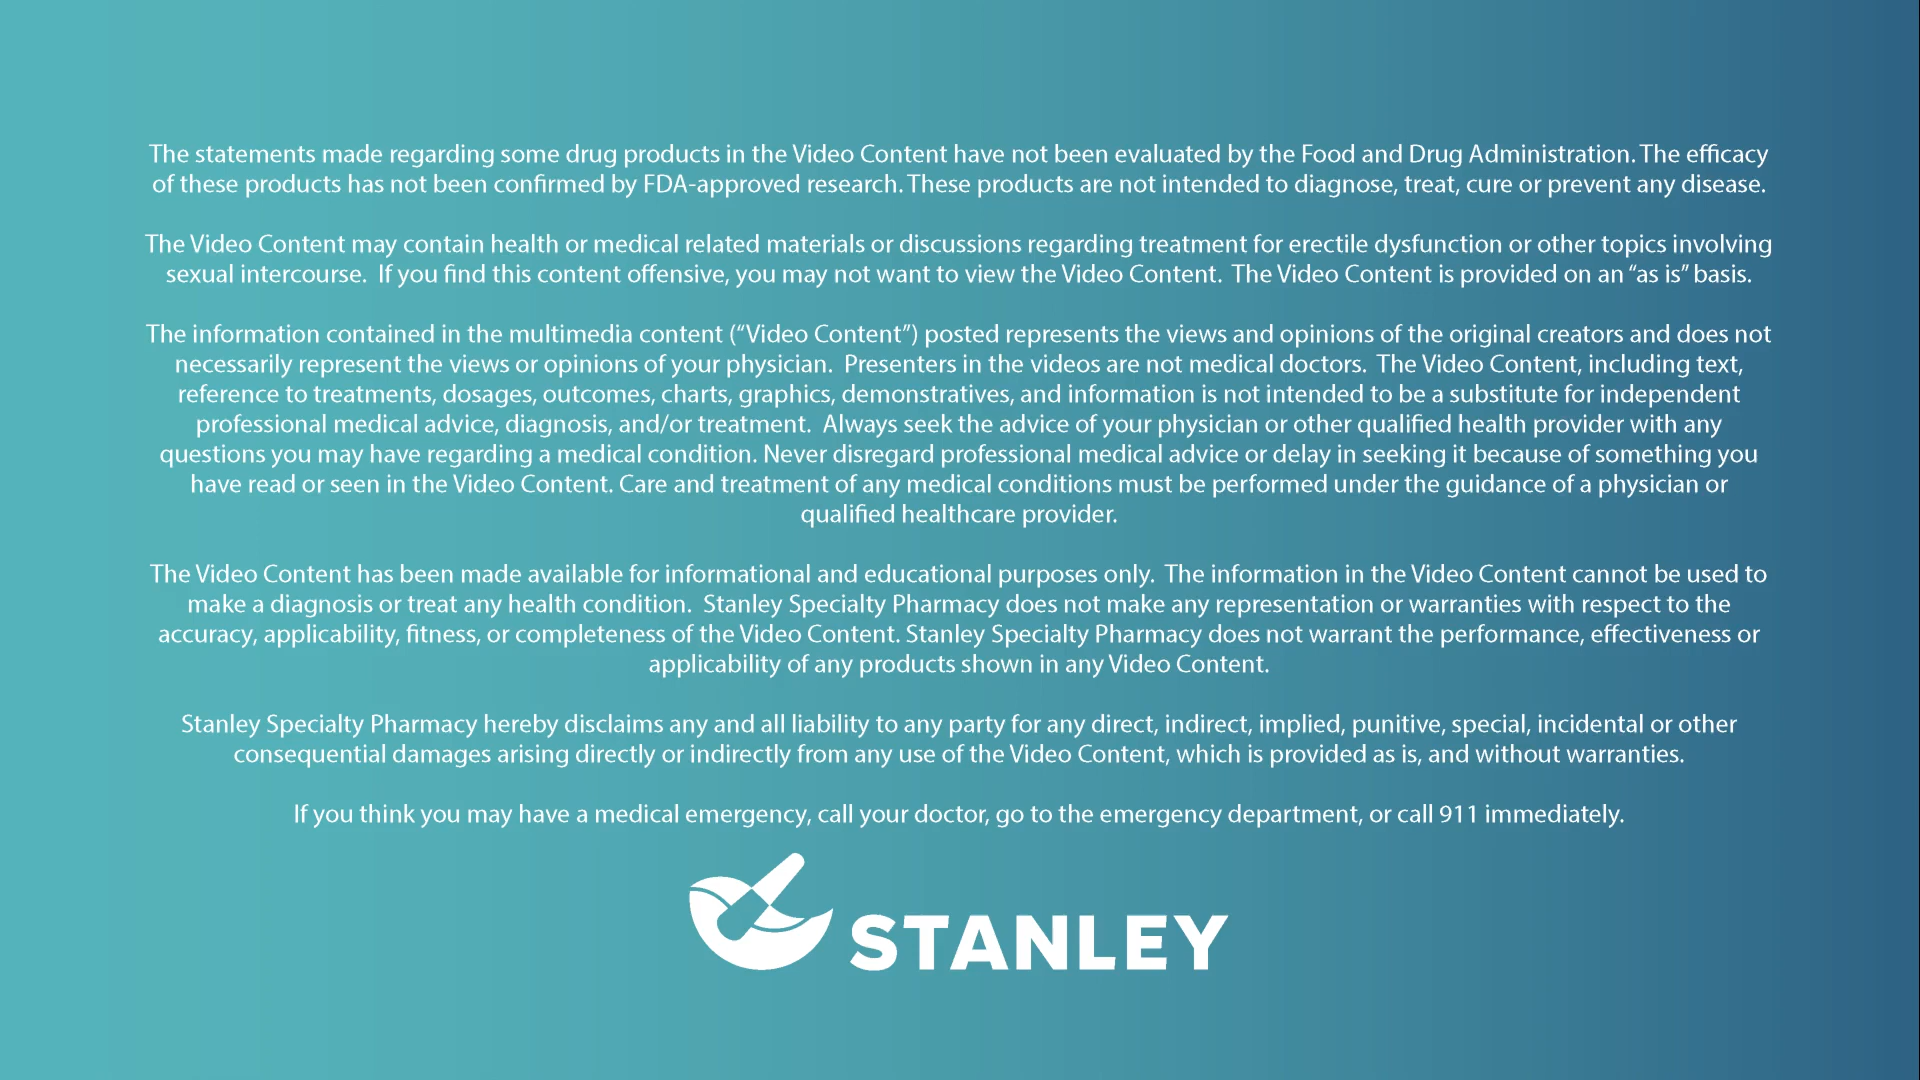 The statements made regarding some drug products in the Video Content have not been evaluated by the Food and Drug Administration. The efficacy
of these products has not been confirmed by FDA-approved research. These products are not intended to diagnose, treat, cure or prevent any disease.
The Video Content may contain health or medical related materials or discussions regarding treatment for erectile dysfunction or other topics involving
sexual intercourse.  If you find this content offensive, you may not want to view the Video Content.  The Video Content is provided on an “as is” basis.
The information contained in the multimedia content (“Video Content”) posted represents the views and opinions of the original creators and does not
necessarily represent the views or opinions of your physician.  Presenters in the videos are not medical doctors.  The Video Content, including text,
reference to treatments, dosages, outcomes, charts, graphics, demonstratives, and information is not intended to be a substitute for independent
professional medical advice, diagnosis, and/or treatment.  Always seek the advice of your physician or other qualified health provider with any
questions you may have regarding a medical condition. Never disregard professional medical advice or delay in seeking it because of something you
have read or seen in the Video Content. Care and treatment of any medical conditions must be performed under the guidance of a physician or
qualified healthcare provider.
The Video Content has been made available for informational and educational purposes only.  The information in the Video Content cannot be used to
make a diagnosis or treat any health condition.  Stanley Specialty Pharmacy does not make any representation or warranties with respect to the
accuracy, applicability, fitness, or completeness of the Video Content. Stanley Specialty Pharmacy does not warrant the performance, effectiveness or
applicability of any products shown in any Video Content.
Stanley Specialty Pharmacy hereby disclaims any and all liability to any party for any direct, indirect, implied, punitive, special, incidental or other
consequential damages arising directly or indirectly from any use of the Video Content, which is provided as is, and without warranties.
If you think you may have a medical emergency, call your doctor, go to the emergency department, or call 911 immediately.
STANLEY